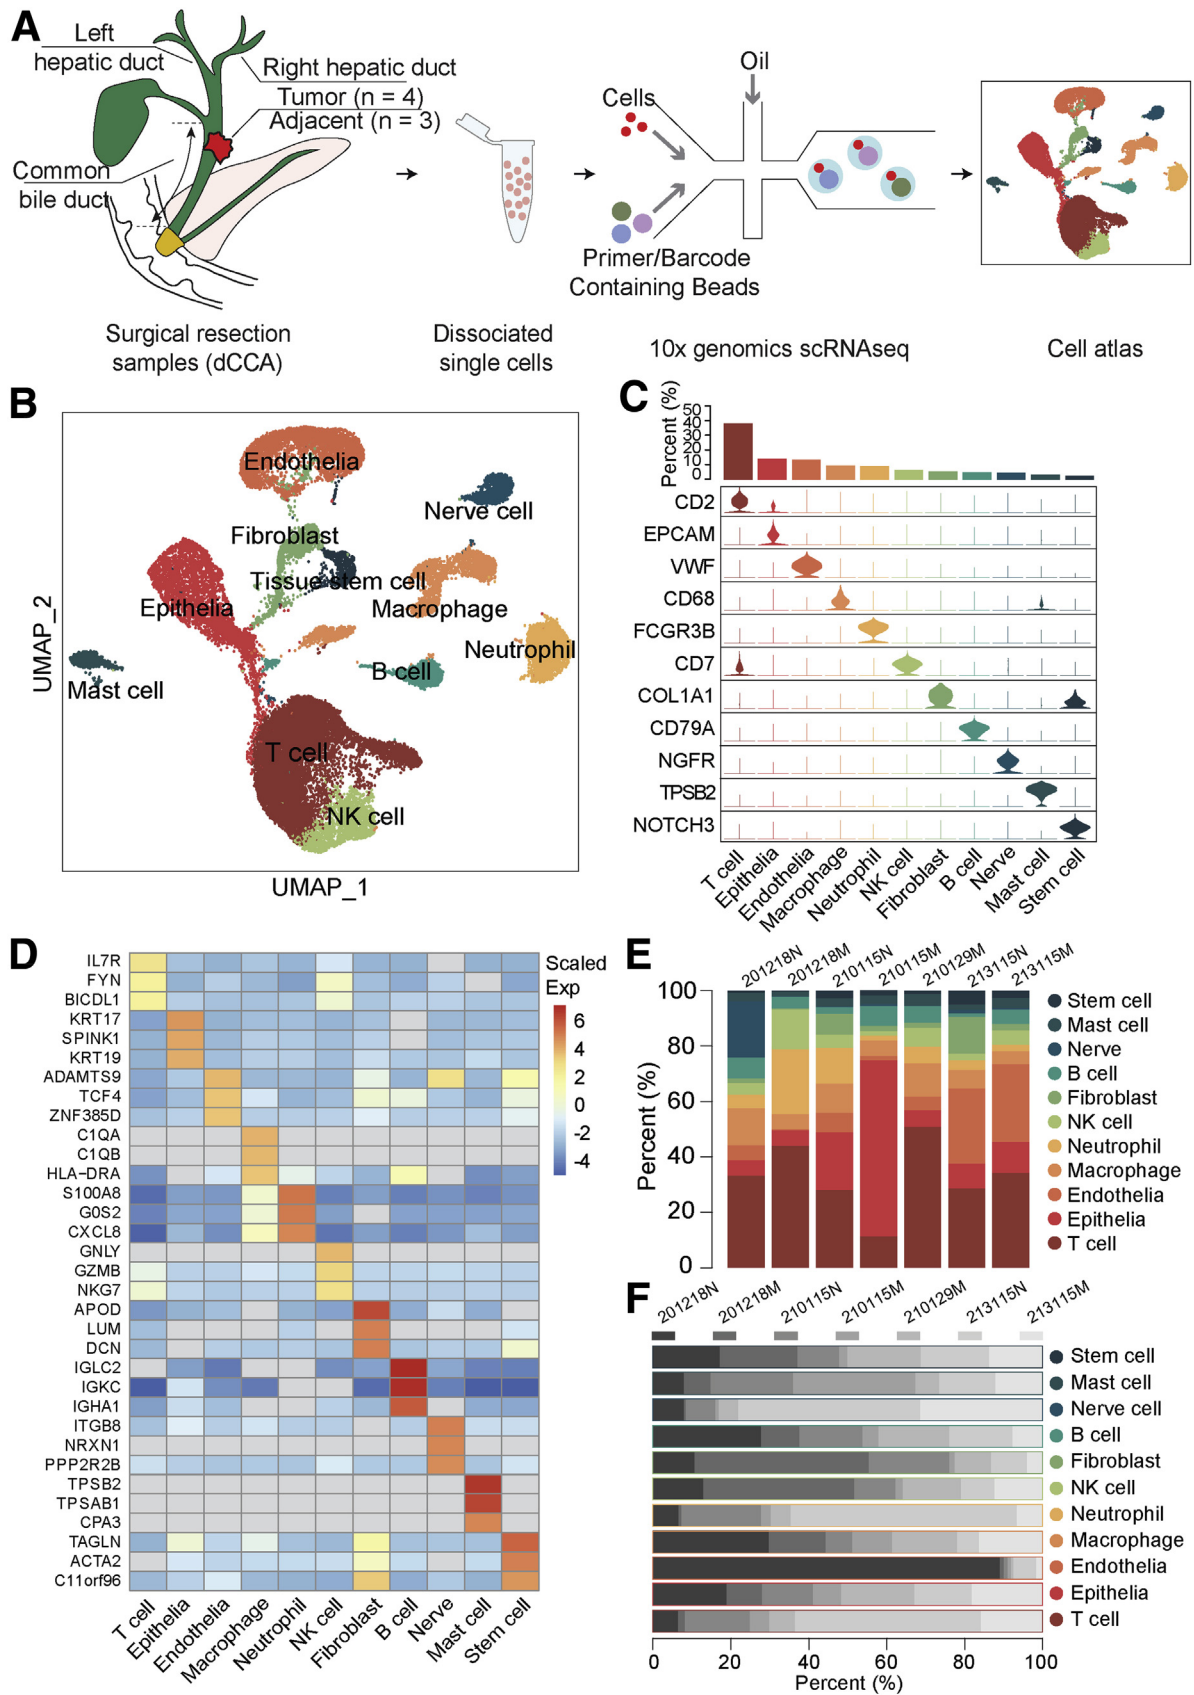 A
Left
hepatic duct
Right hepatic duct
Tumor (n = 4)
Adjacent (n = 3)
Common
bile duct
Cells
Oil
Primer/Barcode
Containing Beads
Surgical resection
samples (dCCA)
Dissociated
single cells
10x genomics scRNAseq
Cell atlas
B
UMAP_2
Endothelia
Nerve cell
Fibroblast
Tissue stem cell
Epithelia
Macrophage
Neutrophil
B cell
Mast cell
T cell
NK cell
UMAP_1
C
Percent (%)
50
40
30
20
10
0
CD2
EPCAM
VWF
CD68
FCGR3B
CD7
COL1A1
CD79A
NGFR
TPSB2
NOTCH3
T cell
Epithelia
Endothelia
Macrophage
Neutrophil
NK cell
Fibroblast
B cell
Nerve
Mast cell
Stem cell
D
IL7R
FYN
BICDL1
KRT17
SPINK1
KRT19
ADAMTS9
TCF4
ZNF385D
C1QA
C1QB
HLA-DRA
S100A8
G0S2
CXCL8
GNLY
GZMB
NKG7
APOD
LUM
DCN
IGLC2
IGKC
IGHA1
ITGB8
NRXN1
PPP2R2B
TPSB2
TPSAB1
CPA3
TAGLN
ACTA2
C11orf96
T cell
Epithelia
Endothelia
Macrophage
Neutrophil
NK cell
Fibroblast
B cell
Nerve
Mast cell
Stem cell
Scaled
Exp
6
4
2
0
-2
-4
E
201218N
201218M
210115N
210115M
210129M
213115N
213115M
Percent (%)
100
80
60
40
20
0
Stem cell
Mast cell
Nerve
B cell
Fibroblast
NK cell
Neutrophil
Macrophage
Endothelia
Epithelia
T cell
F
201218N
201218M
210115N
210115M
210129M
213115N
213115M
Stem cell
Mast cell
Nerve cell
B cell
Fibroblast
NK cell
Neutrophil
Macrophage
Endothelia
Epithelia
T cell
0
20
40
60
80
100
Percent (%)